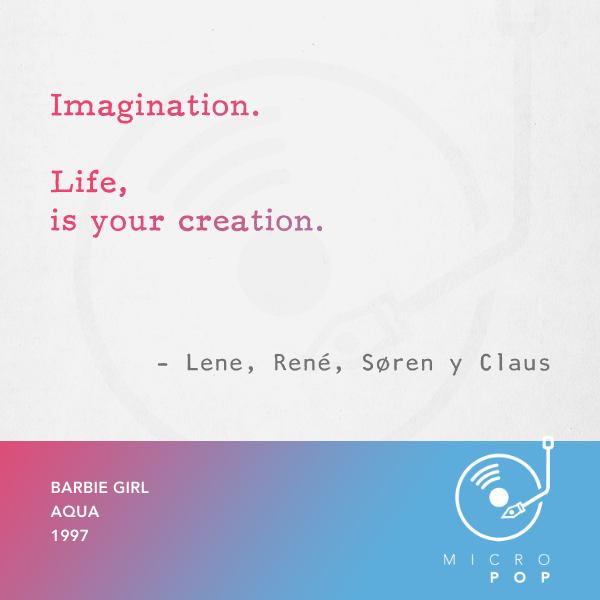 Imagination.
Life,
is your creation.
– Lene, René, Søren y Claus
BARBIE GIRL
AQUA
1997
MICRO
POP